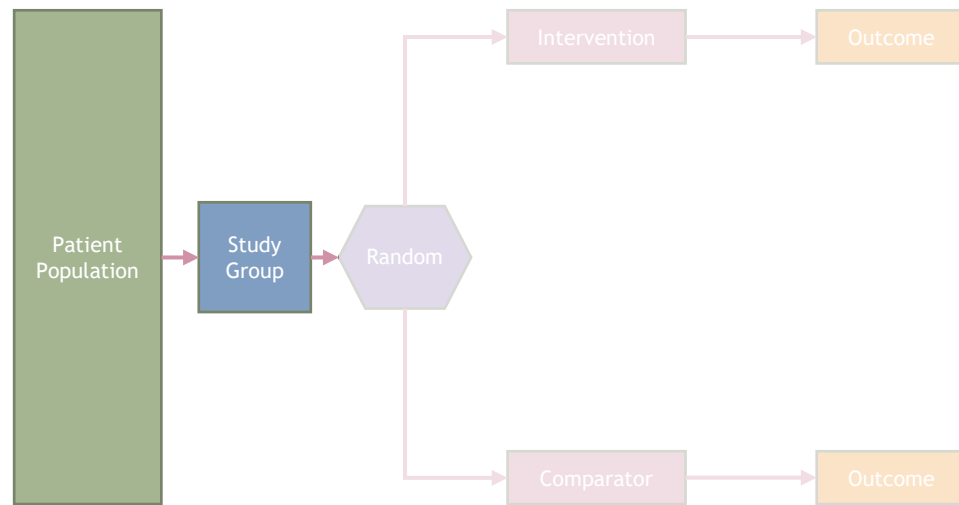 Patient
Population
Study
Group
Random
Intervention
Outcome
Comparator
Outcome